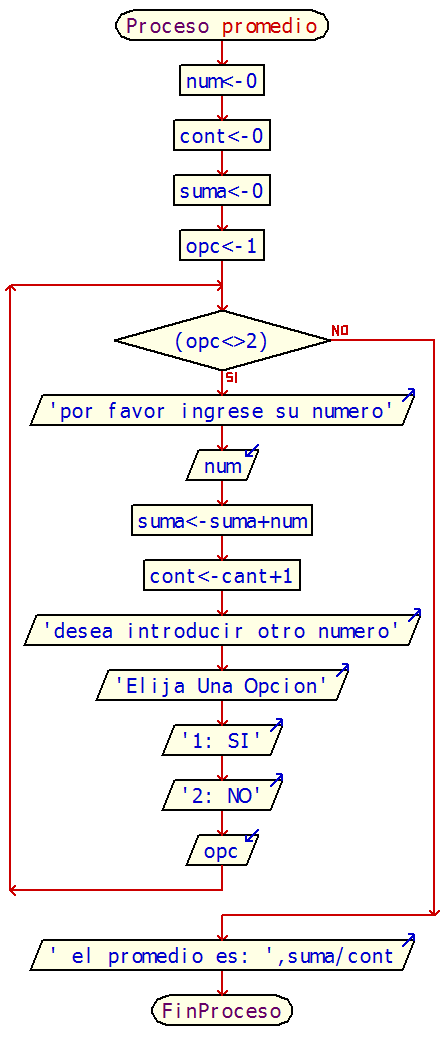 Proceso promedio
num<-0
cont<-0
suma<-0
opc<-1
(opc<>2)
NO
SI
'por favor ingrese su numero'
num
suma<-suma+num
cont<-cant+1
'desea introducir otro numero'
'Elija Una Opcion'
'1: SI'
'2: NO'
opc
' el promedio es: ',suma/cont
FinProceso